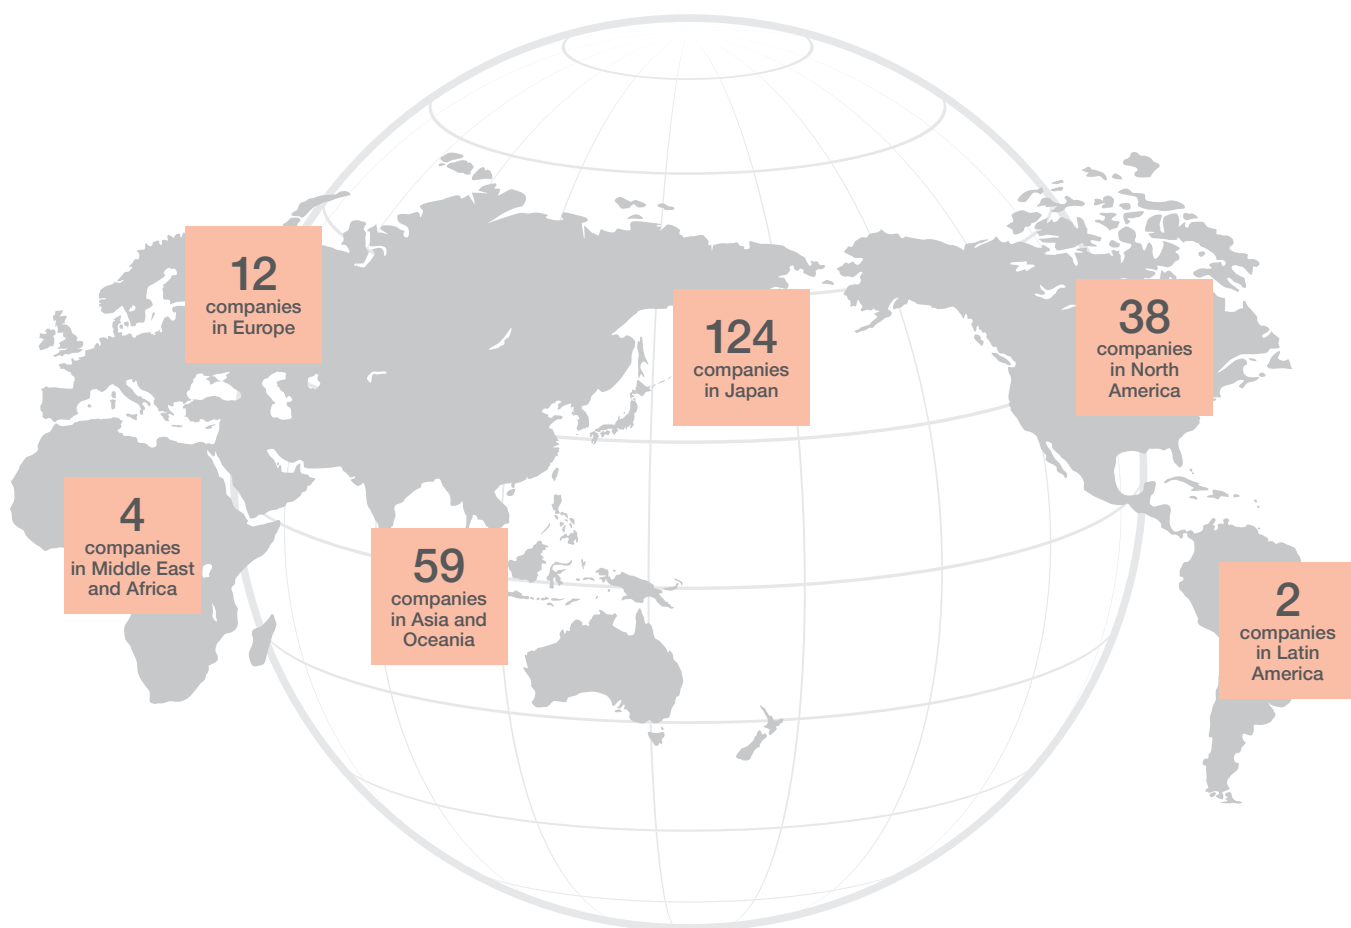 12
companies
in Europe
124
companies
in Japan
38
companies
in North
America
4
companies
in Middle East
and Africa
59
companies
in Asia and
Oceania
2
companies
in Latin
America